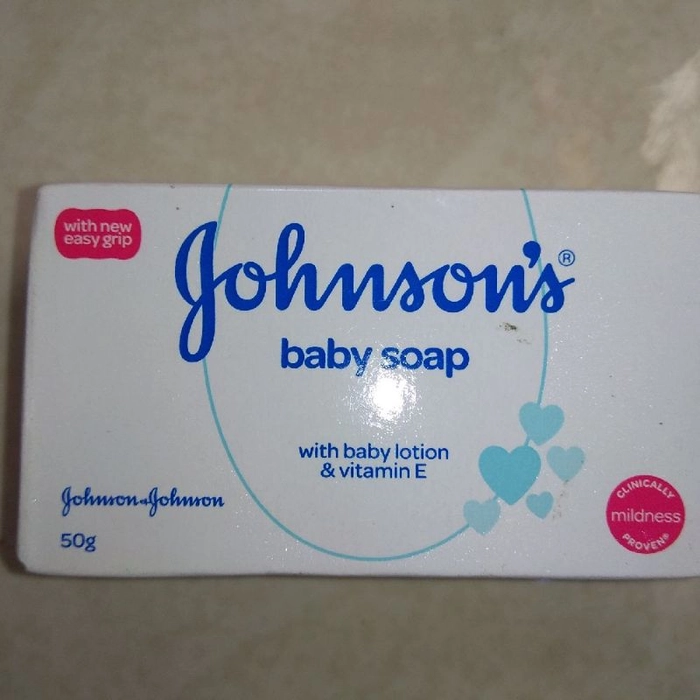 with new
easy grip
Johnson's®
baby soap
with baby lotion
& vitamin E
Johnson & Johnson
50g
CLINICALLY
mildness
PROVEN®